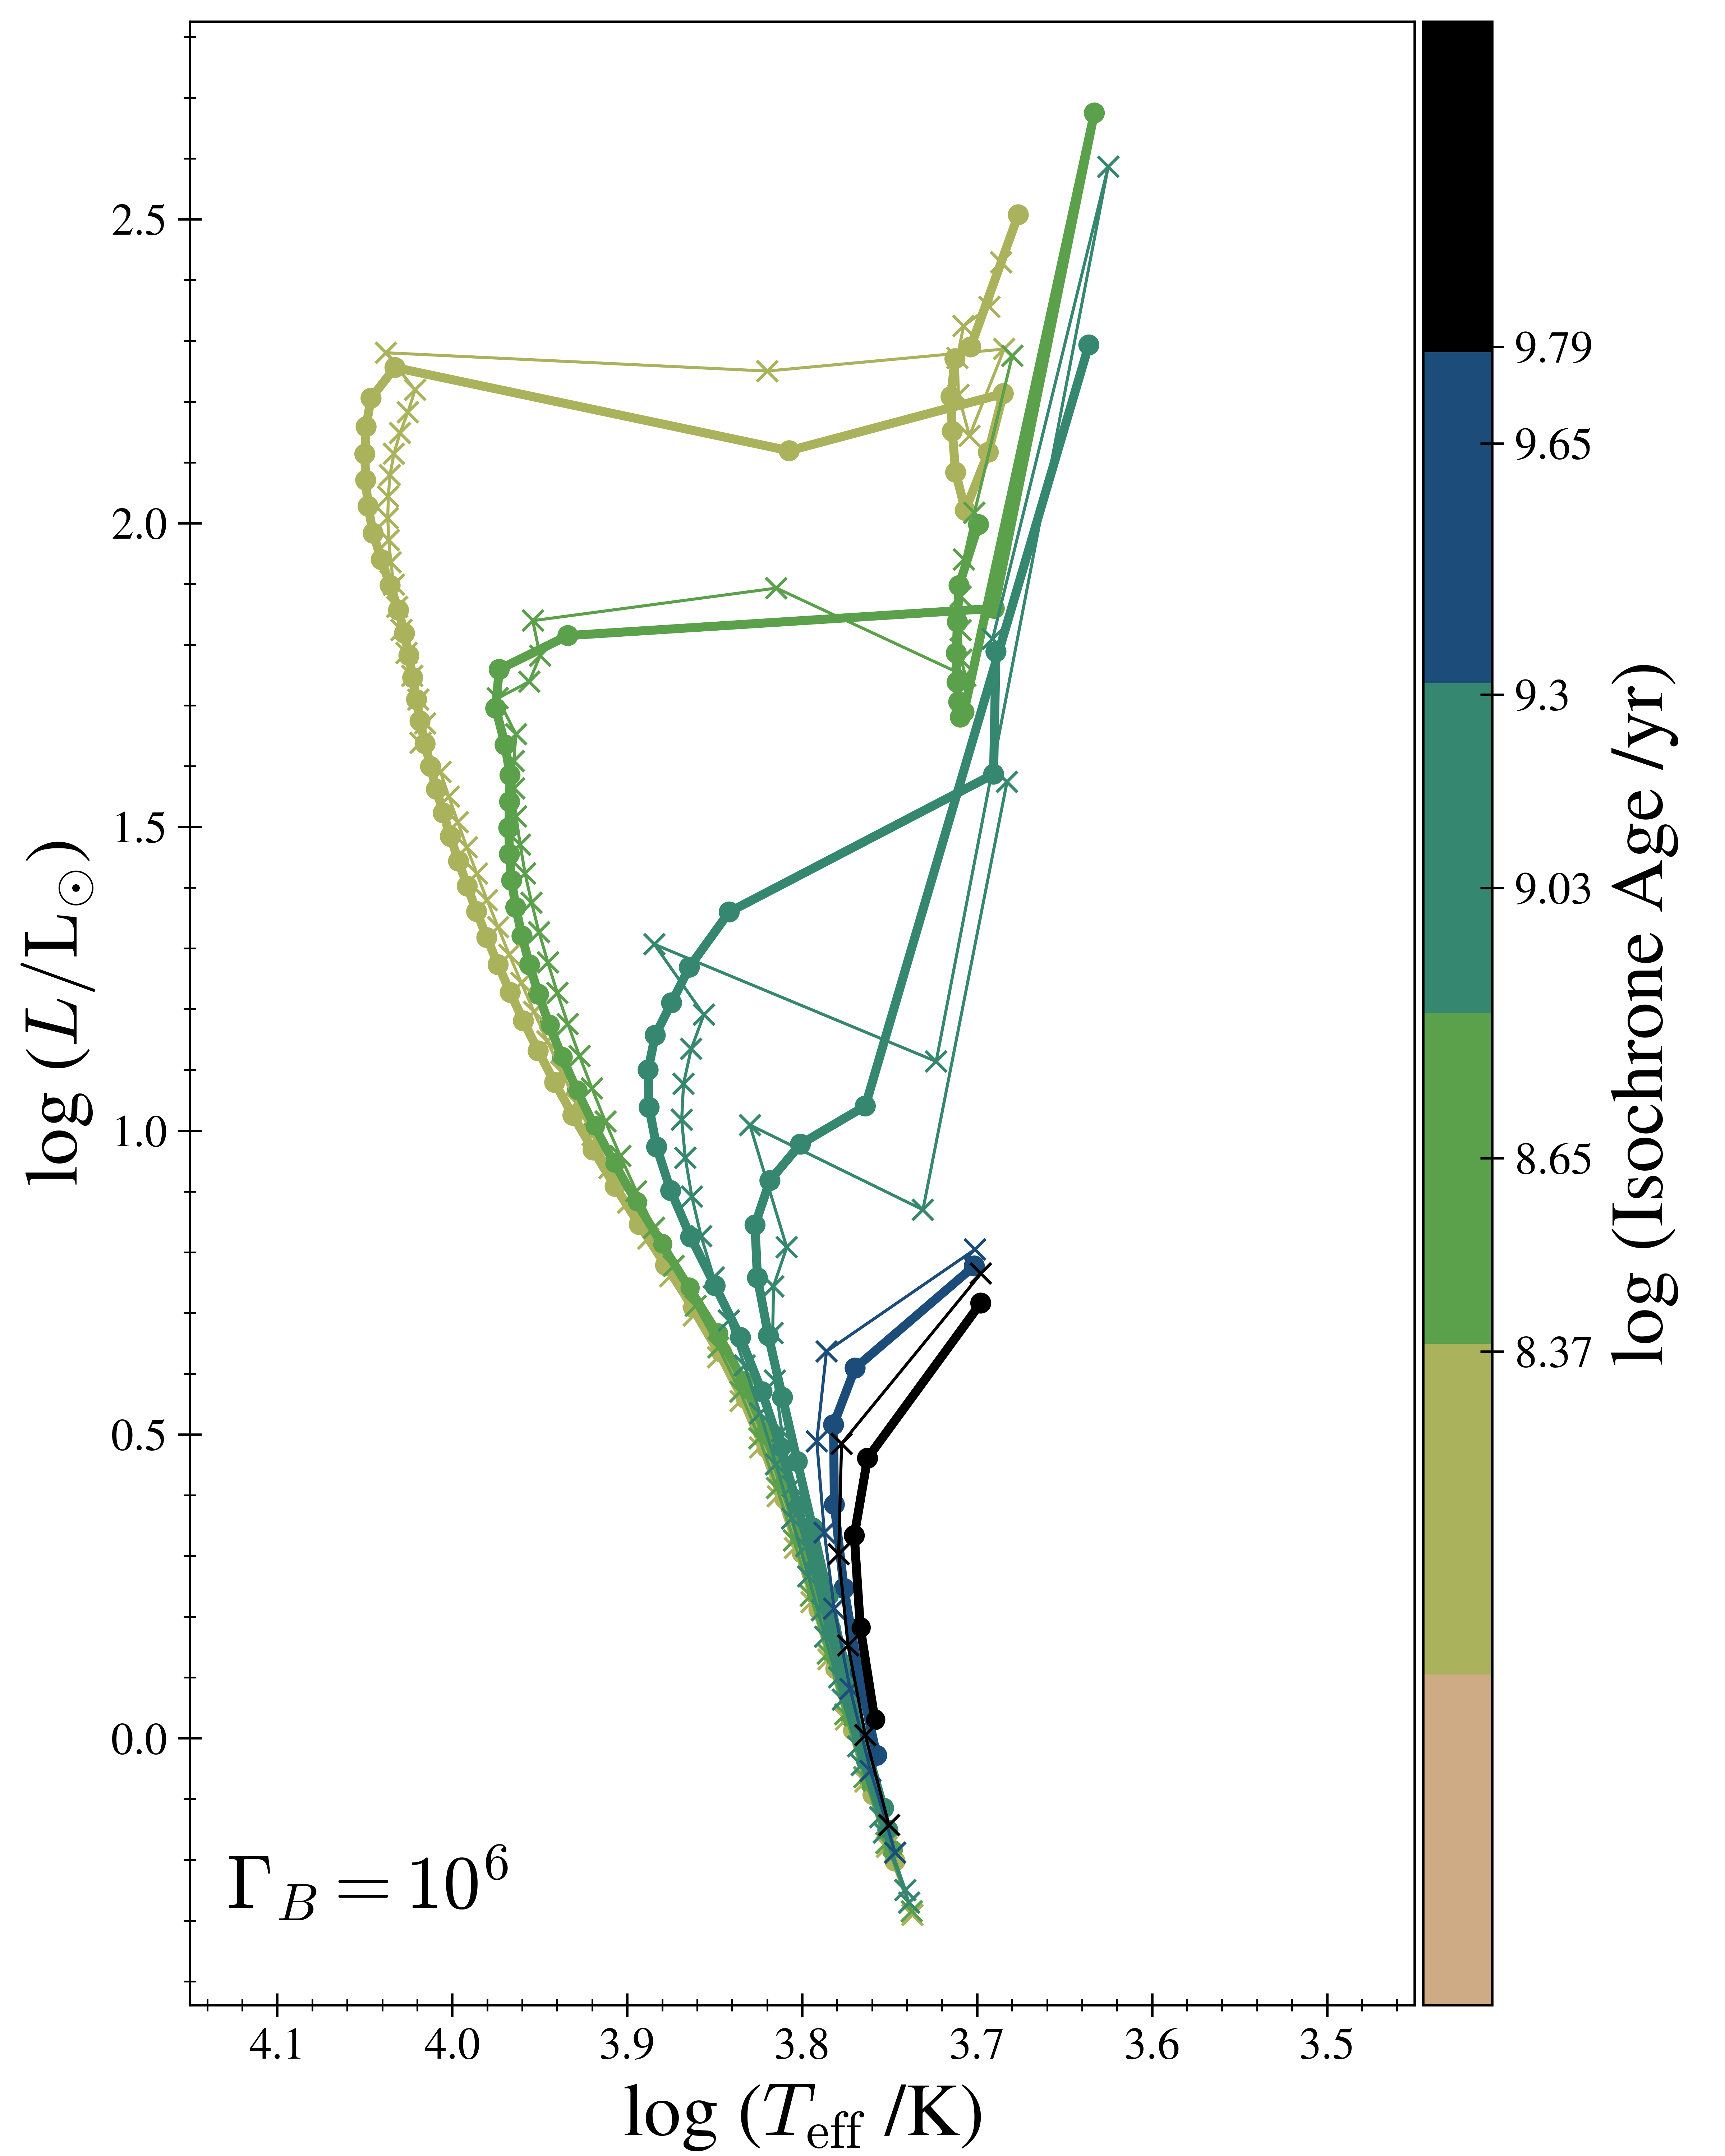 2.5
2.0
1.5
1.0
0.5
0.0
log (L//L⊙)
Γ_B = 10^6
4.1 4.0 3.9 3.8 3.7 3.6 3.5
log (T_eff /K)
9.79
9.65
9.3
9.03
8.65
8.37
log (Isochrone Age /yr)